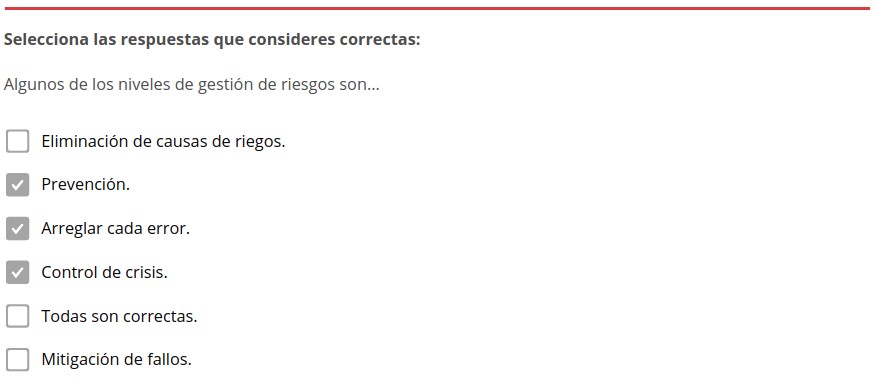 Selecciona las respuestas que consideres correctas:
Algunos de los niveles de gestión de riesgos son...
Eliminación de causas de riegos.
Prevención.
Arreglar cada error.
Control de crisis.
Todas son correctas.
Mitigación de fallos.